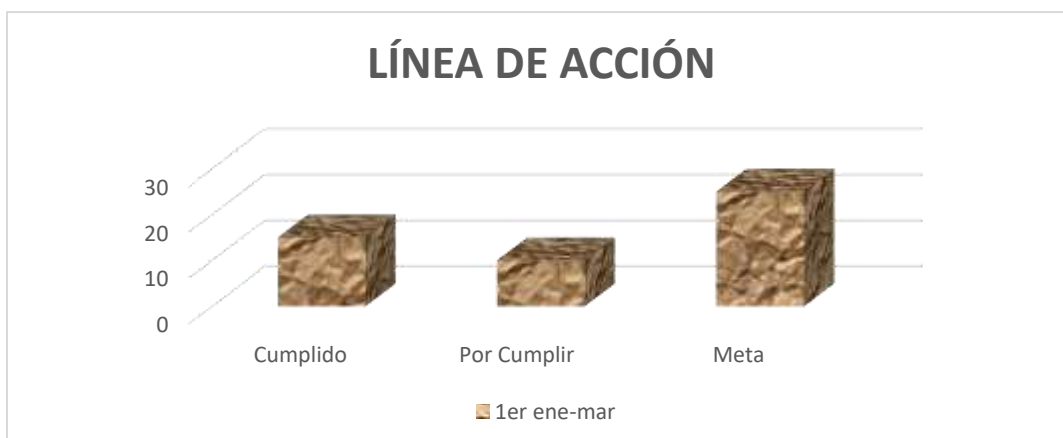 LÍNEA DE ACCIÓN
30
20
10
0
Cumplido Por Cumplir Meta
1er ene-mar